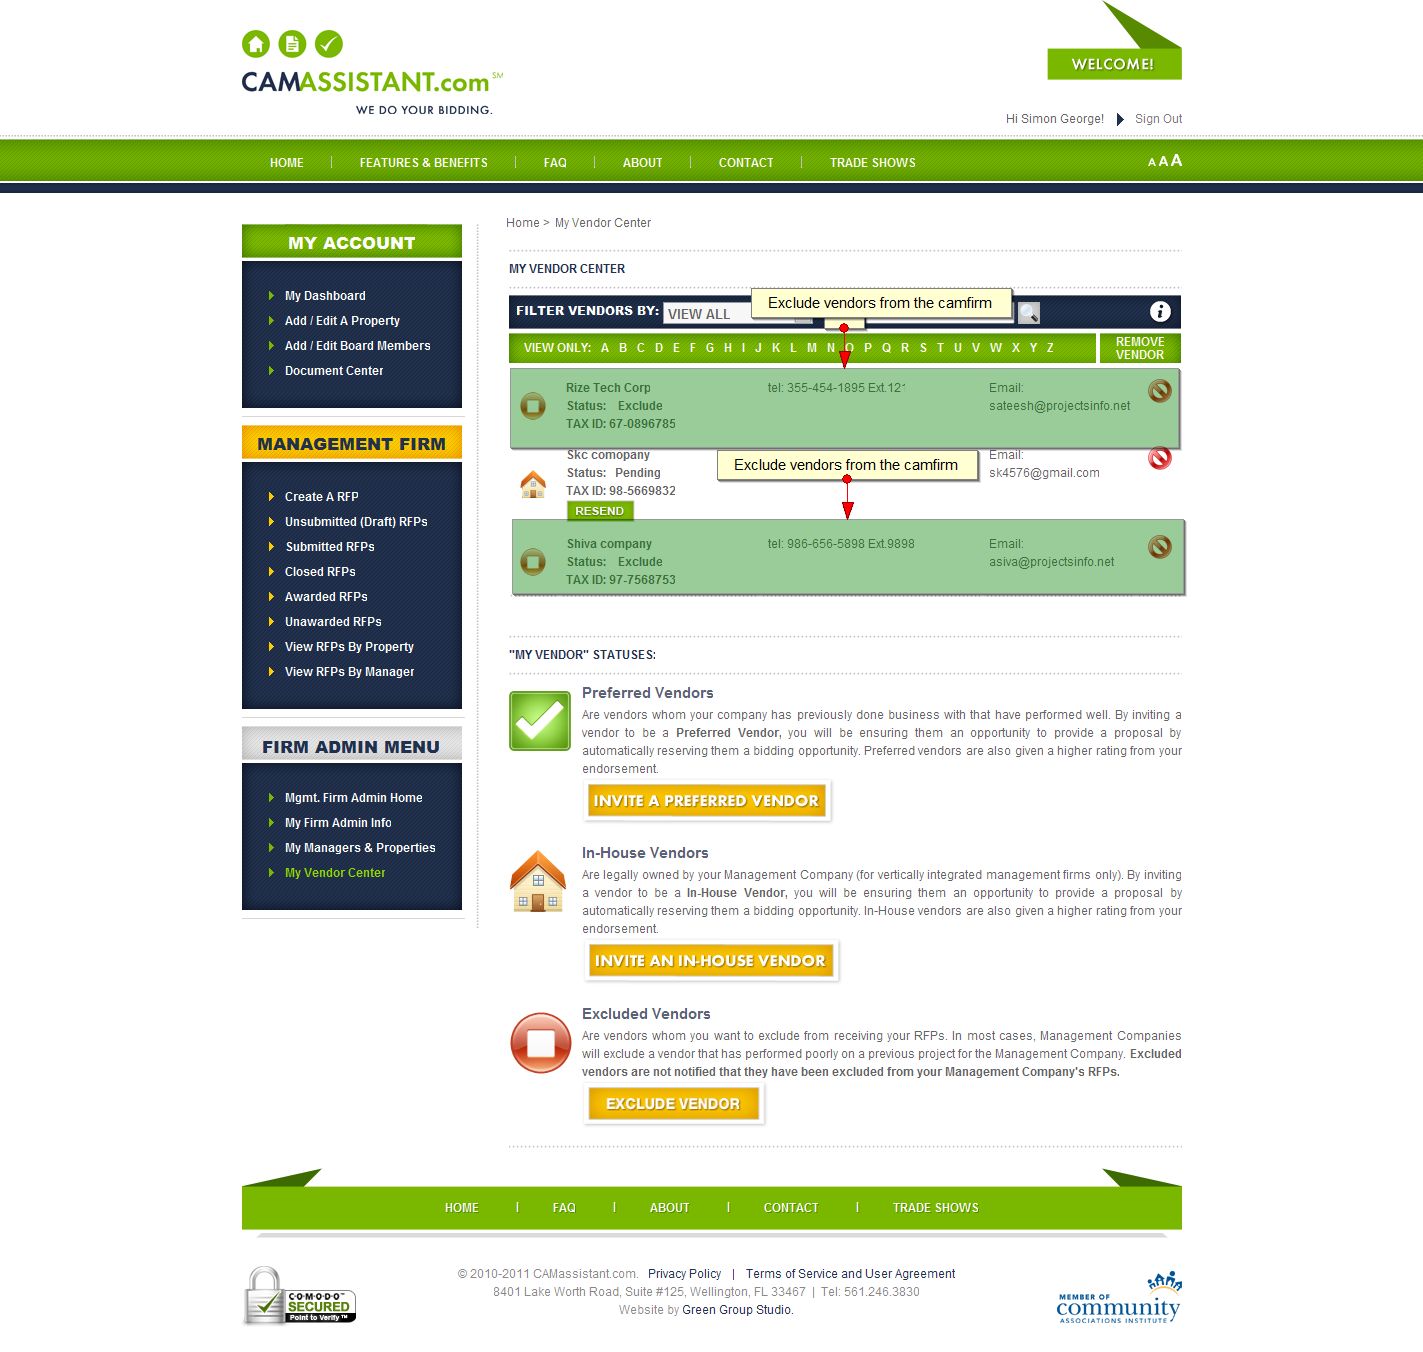 CAMASSISTANT.com SM
WE DO YOUR BIDDING.
WELCOME!
Hi Simon George! Sign Out
HOME FEATURES & BENEFITS FAQ ABOUT CONTACT TRADE SHOWS A A A
MY ACCOUNT
My Dashboard
Add / Edit A Property
Add / Edit Board Members
Document Center
MANAGEMENT FIRM
Create A RFP
Unsubmitted (Draft) RFPs
Submitted RFPs
Closed RFPs
Awarded RFPs
Unawarded RFPs
View RFPs By Property
View RFPs By Manager
FIRM ADMIN MENU
Mgmt. Firm Admin Home
My Firm Admin Info
My Managers & Properties
My Vendor Center
Home > My Vendor Center
MY VENDOR CENTER
Exclude vendors from the camfirm
FILTER VENDORS BY: VIEW ALL
VIEW ONLY: A B C D E F G H I J K L M N O P Q R S T U V W X Y Z
REMOVE
VENDOR
Rize Tech Corp tel: 355-454-1895 Ext.121 Email:
Status: Exclude sateesh@projectsinfo.net
TAX ID: 67-0896785
Skc comopany Email:
Status: Pending sk4576@gmail.com
TAX ID: 98-5669832
Exclude vendors from the camfirm
RESEND
Shiva company tel: 986-656-5898 Ext.9898 Email:
Status: Exclude asiva@projectsinfo.net
TAX ID: 97-7568753
"MY VENDOR" STATUSES:
Preferred Vendors
Are vendors whom your company has previously done business with that have performed well. By inviting a
vendor to be a Preferred Vendor, you will be ensuring them an opportunity to provide a proposal by
automatically reserving them a bidding opportunity. Preferred vendors are also given a higher rating from your
endorsement.
INVITE A PREFERRED VENDOR
In-House Vendors
Are legally owned by your Management Company (for vertically integrated management firms only). By inviting
a vendor to be a In-House Vendor, you will be ensuring them an opportunity to provide a proposal by
automatically reserving them a bidding opportunity. In-House vendors are also given a higher rating from your
endorsement.
INVITE AN IN-HOUSE VENDOR
Excluded Vendors
Are vendors whom you want to exclude from receiving your RFPs. In most cases, Management Companies
will exclude a vendor that has performed poorly on a previous project for the Management Company. Excluded
vendors are not notified that they have been excluded from your Management Company's RFPs.
EXCLUDE VENDOR
HOME | FAQ | ABOUT | CONTACT | TRADE SHOWS
© 2010-2011 CAMassistant.com. Privacy Policy | Terms of Service and User Agreement
8401 Lake Worth Road, Suite #125, Wellington, FL 33467 | Tel: 561.246.3830
Website by Green Group Studio.
COMODO
SECURED
Point to Verify ™
MEMBER OF
community
ASSOCIATIONS INSTITUTE